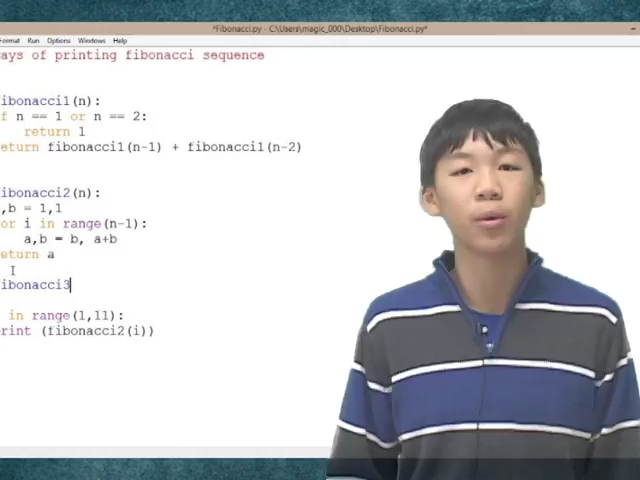 *Fibonacci.py - C:\Users\magic_000\Desktop\Fibonacci.py*
Format Run Options Windows Help
ays of printing fibonacci sequence
ibonacci1(n):
f n == 1 or n == 2:
return 1
eturn fibonacci1(n-1) + fibonacci1(n-2)
ibonacci2(n):
,b = 1,1
or i in range(n-1):
a,b = b, a+b
eturn a
ibonacci3
in range(1,11):
rint (fibonacci2(i))